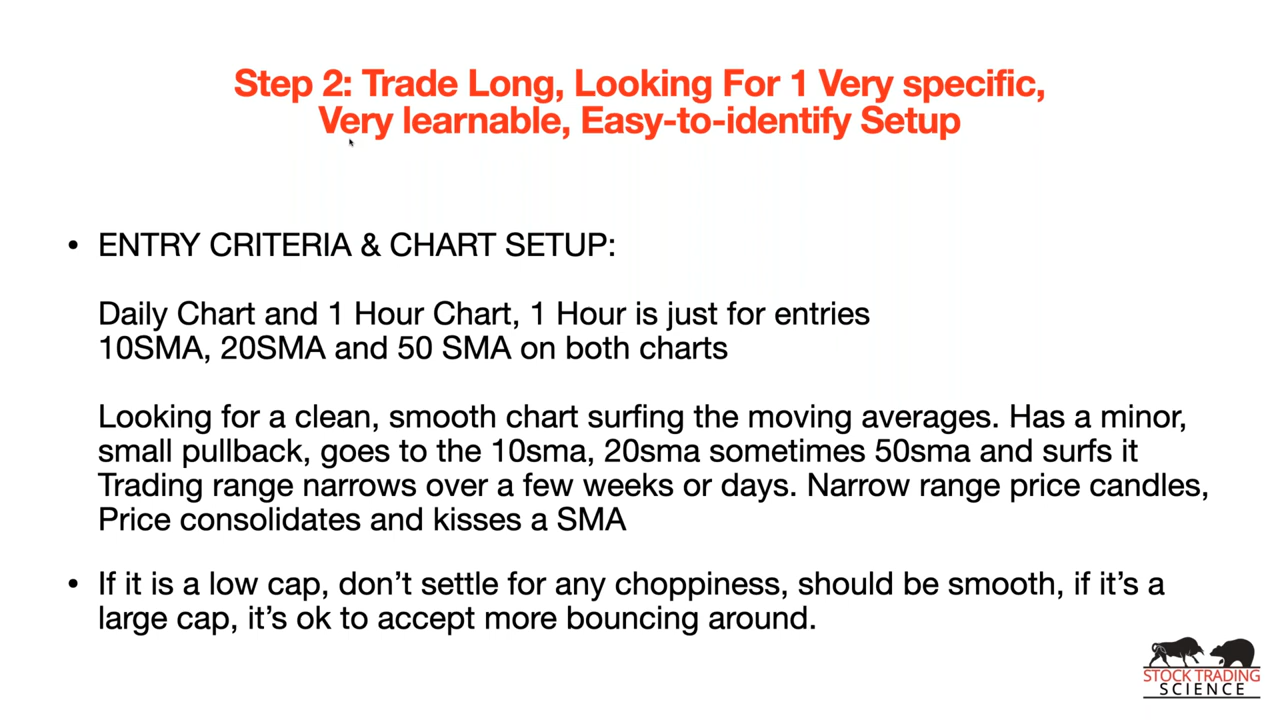 Step 2: Trade Long, Looking For 1 Very specific,
Very learnable, Easy-to-identify Setup
• ENTRY CRITERIA & CHART SETUP:
Daily Chart and 1 Hour Chart, 1 Hour is just for entries
10SMA, 20SMA and 50 SMA on both charts
Looking for a clean, smooth chart surfing the moving averages. Has a minor,
small pullback, goes to the 10sma, 20sma sometimes 50sma and surfs it
Trading range narrows over a few weeks or days. Narrow range price candles,
Price consolidates and kisses a SMA
• If it is a low cap, don’t settle for any choppiness, should be smooth, if it’s a
large cap, it’s ok to accept more bouncing around.
STOCK TRADING
SCIENCE